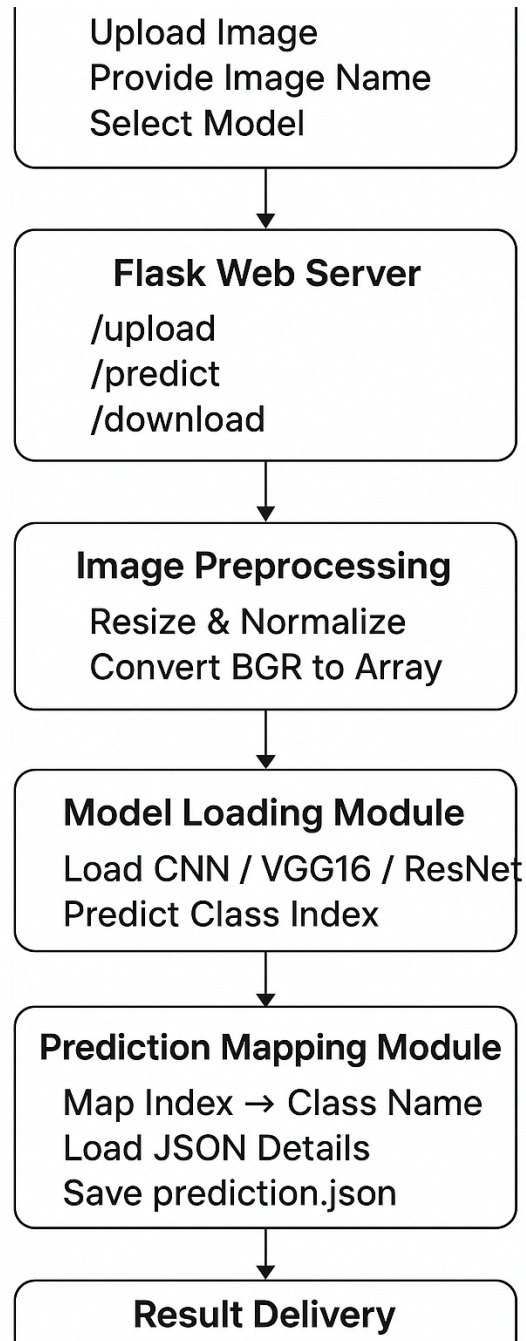 Upload Image
Provide Image Name
Select Model
Flask Web Server
/upload
/predict
/download
Image Preprocessing
Resize & Normalize
Convert BGR to Array
Model Loading Module
Load CNN / VGG16 / ResNet
Predict Class Index
Prediction Mapping Module
Map Index → Class Name
Load JSON Details
Save prediction.json
Result Delivery